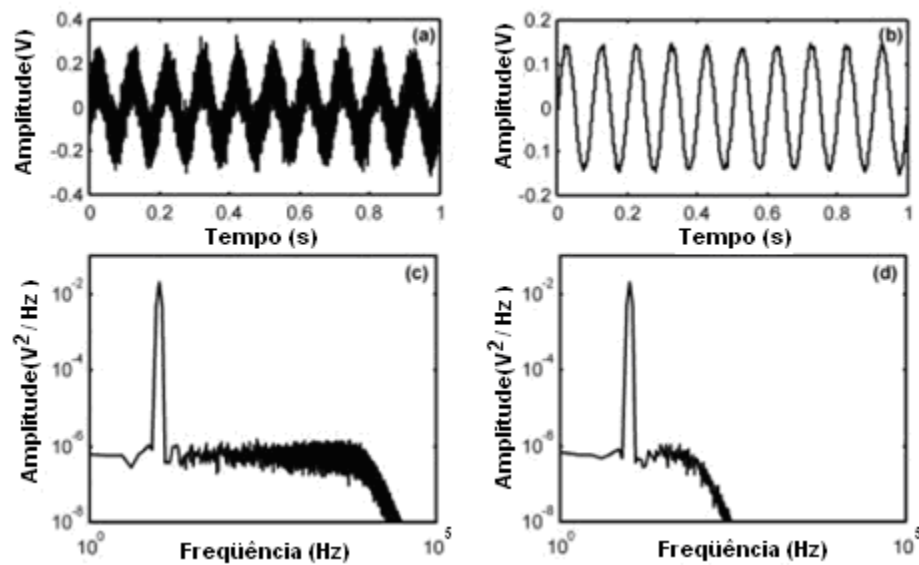 Amplitude(V)
0.4
0.2
0
-0.2
-0.4
(a)
0 0.2 0.4 0.6 0.8 1
Tempo (s)
Amplitude(V)
0.2
0.1
0
0.1
-0.2
(b)
0 0.2 0.4 0.6 0.8 1
Tempo (s)
Amplitude(V²/Hz)
10⁻²
10⁻⁴
10⁻⁶
10⁻⁸
(c)
10⁰ 10⁵
Freqüência (Hz)
Amplitude(V²/Hz)
10⁻²
10⁻⁴
10⁻⁶
10⁻⁸
(d)
10⁰ 10⁵
Freqüência (Hz)